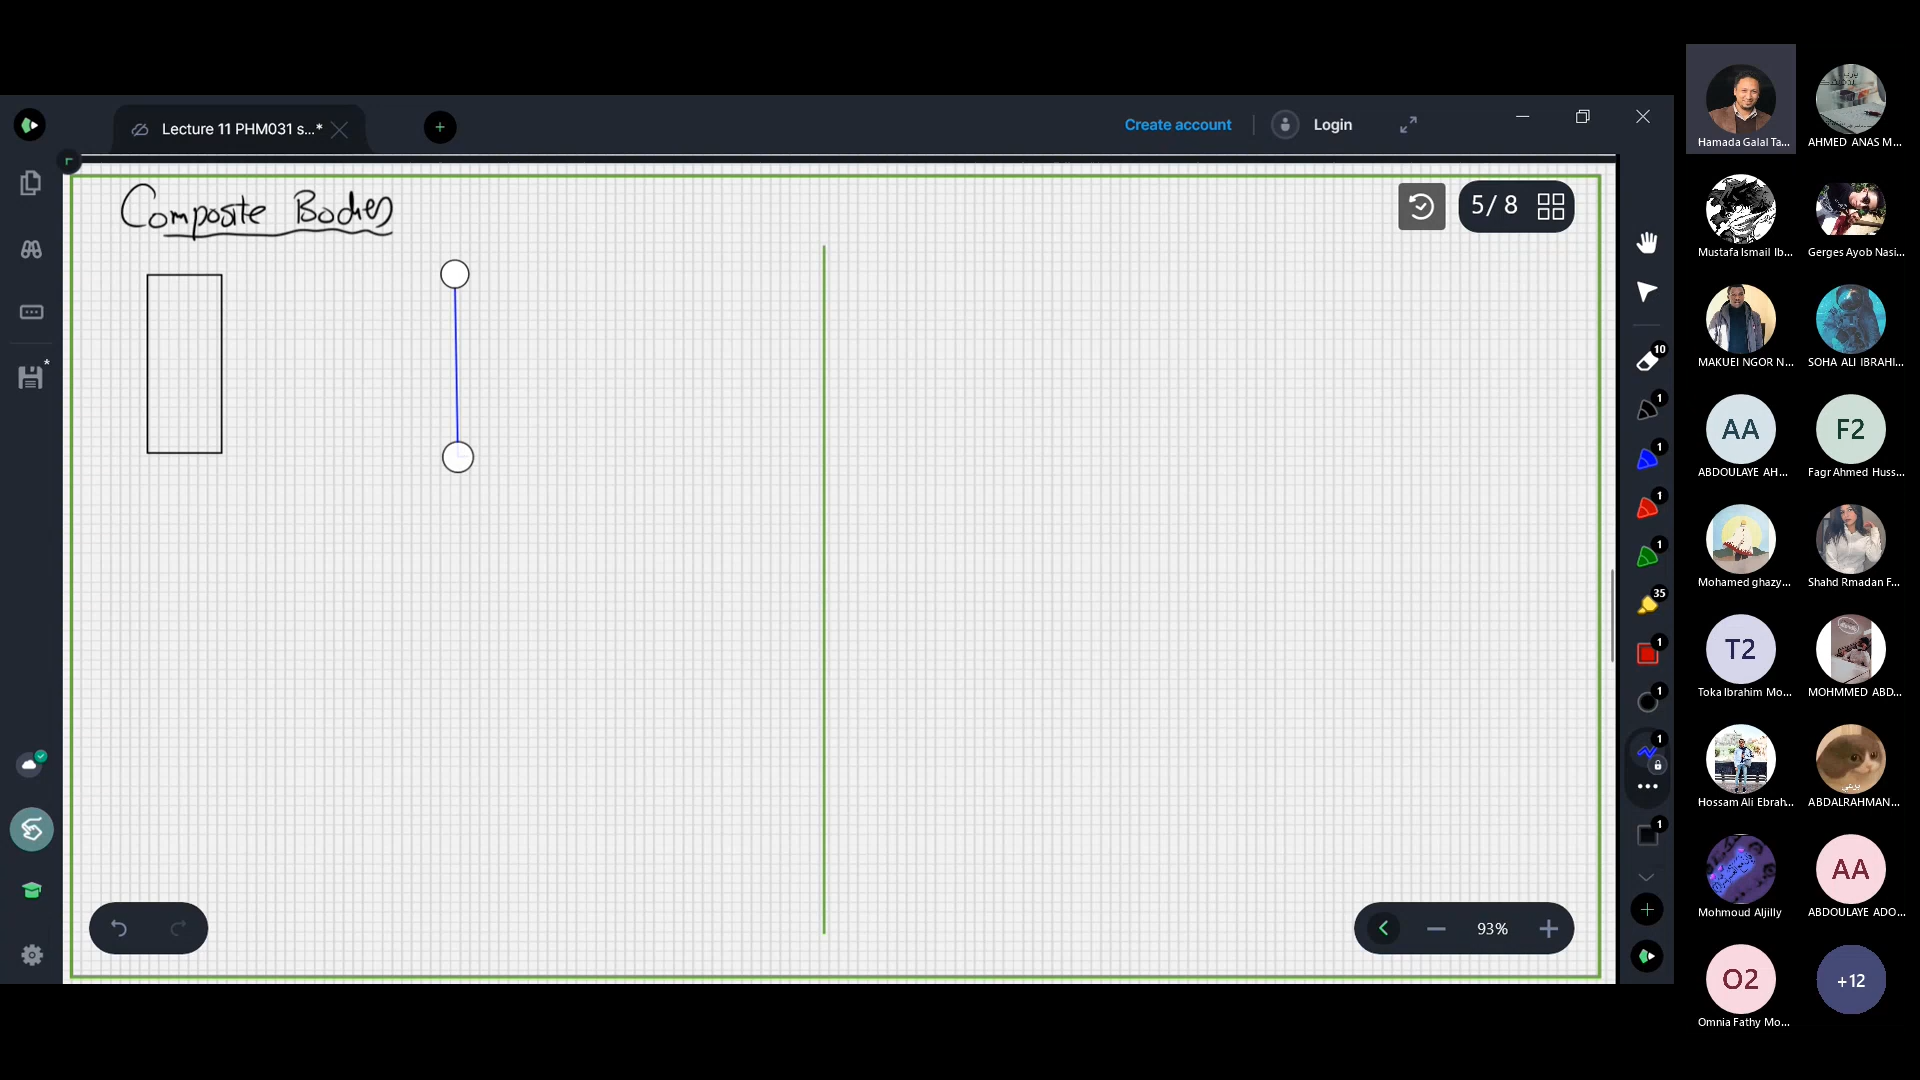 Lecture 11 PHM031 s...*
Create account
Login
Composite Bodies
5/ 8
10
1
1
1
1
35
1
1
1
1
93%
Hamada Galal Ta...
AHMED ANAS M...
Mustafa Ismail Ib...
Gerges Ayob Nasi...
MAKUEI NGOR N...
SOHA ALI IBRAHI...
AA
F2
ABDOULAYE AH...
Fagr Ahmed Huss...
Mohamed ghazy...
Shahd Rmadan F...
T2
Toka Ibrahim Mo...
MOHMMED ABD...
Hossam Ali Ebrah...
ABDALRAHMAN...
AA
Mohmoud Aljilly
ABDOULAYE ADO...
O2
+12
Omnia Fathy Mo...